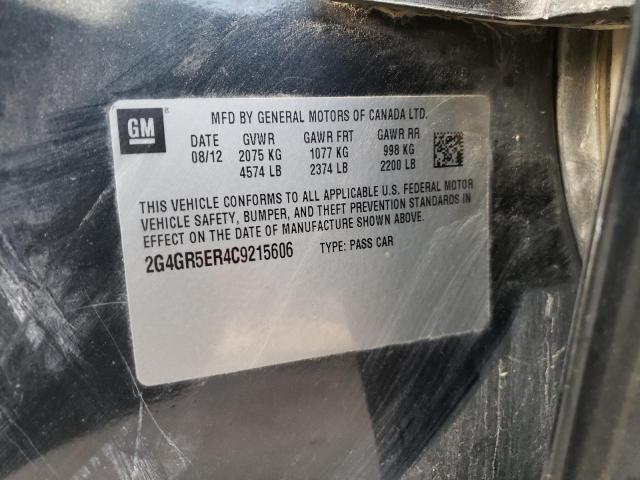 GM
MFD BY GENERAL MOTORS OF CANADA LTD.
DATE GVWR GAWR FRT GAWR RR
08/12 2075 KG 1077 KG 998 KG
4574 LB 2374 LB 2200 LB
THIS VEHICLE CONFORMS TO ALL APPLICABLE U.S. FEDERAL MOTOR
VEHICLE SAFETY, BUMPER, AND THEFT PREVENTION STANDARDS IN
EFFECT ON THE DATE OF MANUFACTURE SHOWN ABOVE.
2G4GR5ER4C9215606 TYPE: PASS CAR